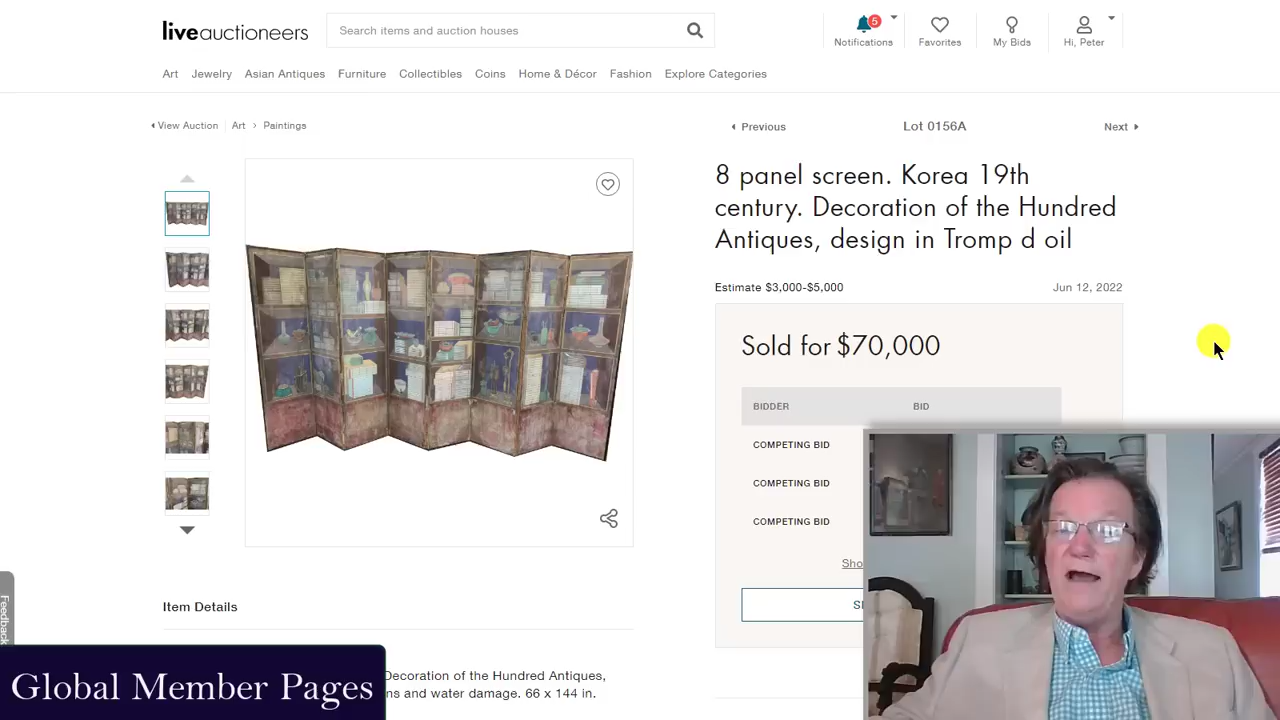 liveauctioneers
Search items and auction houses
5
Notifications
Favorites
My Bids
Hi, Peter
Art
Jewelry
Asian Antiques
Furniture
Collectibles
Coins
Home & Décor
Fashion
Explore Categories
View Auction
Art
Paintings
Previous
Lot 0156A
Next
8 panel screen. Korea 19th
century. Decoration of the Hundred
Antiques, design in Tromp d oil
Estimate $3,000-$5,000
Jun 12, 2022
Sold for $70,000
BIDDER
BID
COMPETING BID
COMPETING BID
COMPETING BID
Sho
Item Details
Feedback
Decoration of the Hundred Antiques,
ns and water damage. 66 x 144 in.
Global Member Pages